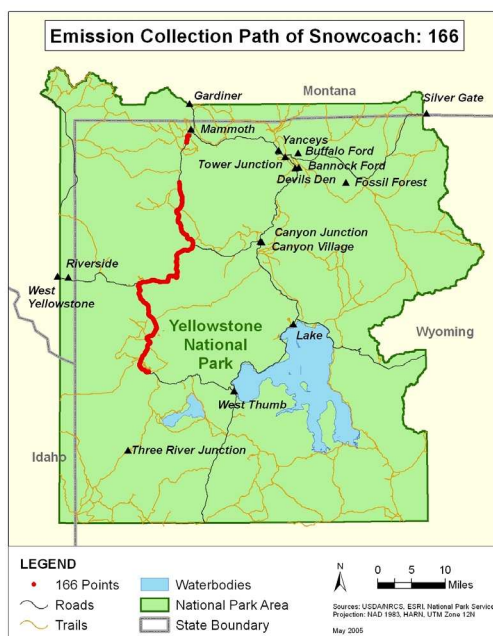 Emission Collection Path of Snowcoach: 166
Gardiner
Montana
Silver Gate
Mammoth
Yanceys
Buffalo Ford
Tower Junction
Bannock Ford
Devils Den
Fossil Forest
Canyon Junction
Canyon Village
Riverside
West
Yellowstone
Yellowstone
National
Park
Lake
Wyoming
West Thumb
Idaho
Three River Junction
LEGEND
166 Points
Roads
Trails
Waterbodies
National Park Area
State Boundary
N
0 5 10
Miles
Sources: USDA/NRCS, ESRI, National Park Service
Projection: NAD 1983, HARN, UTM Zone 12N
May 2005